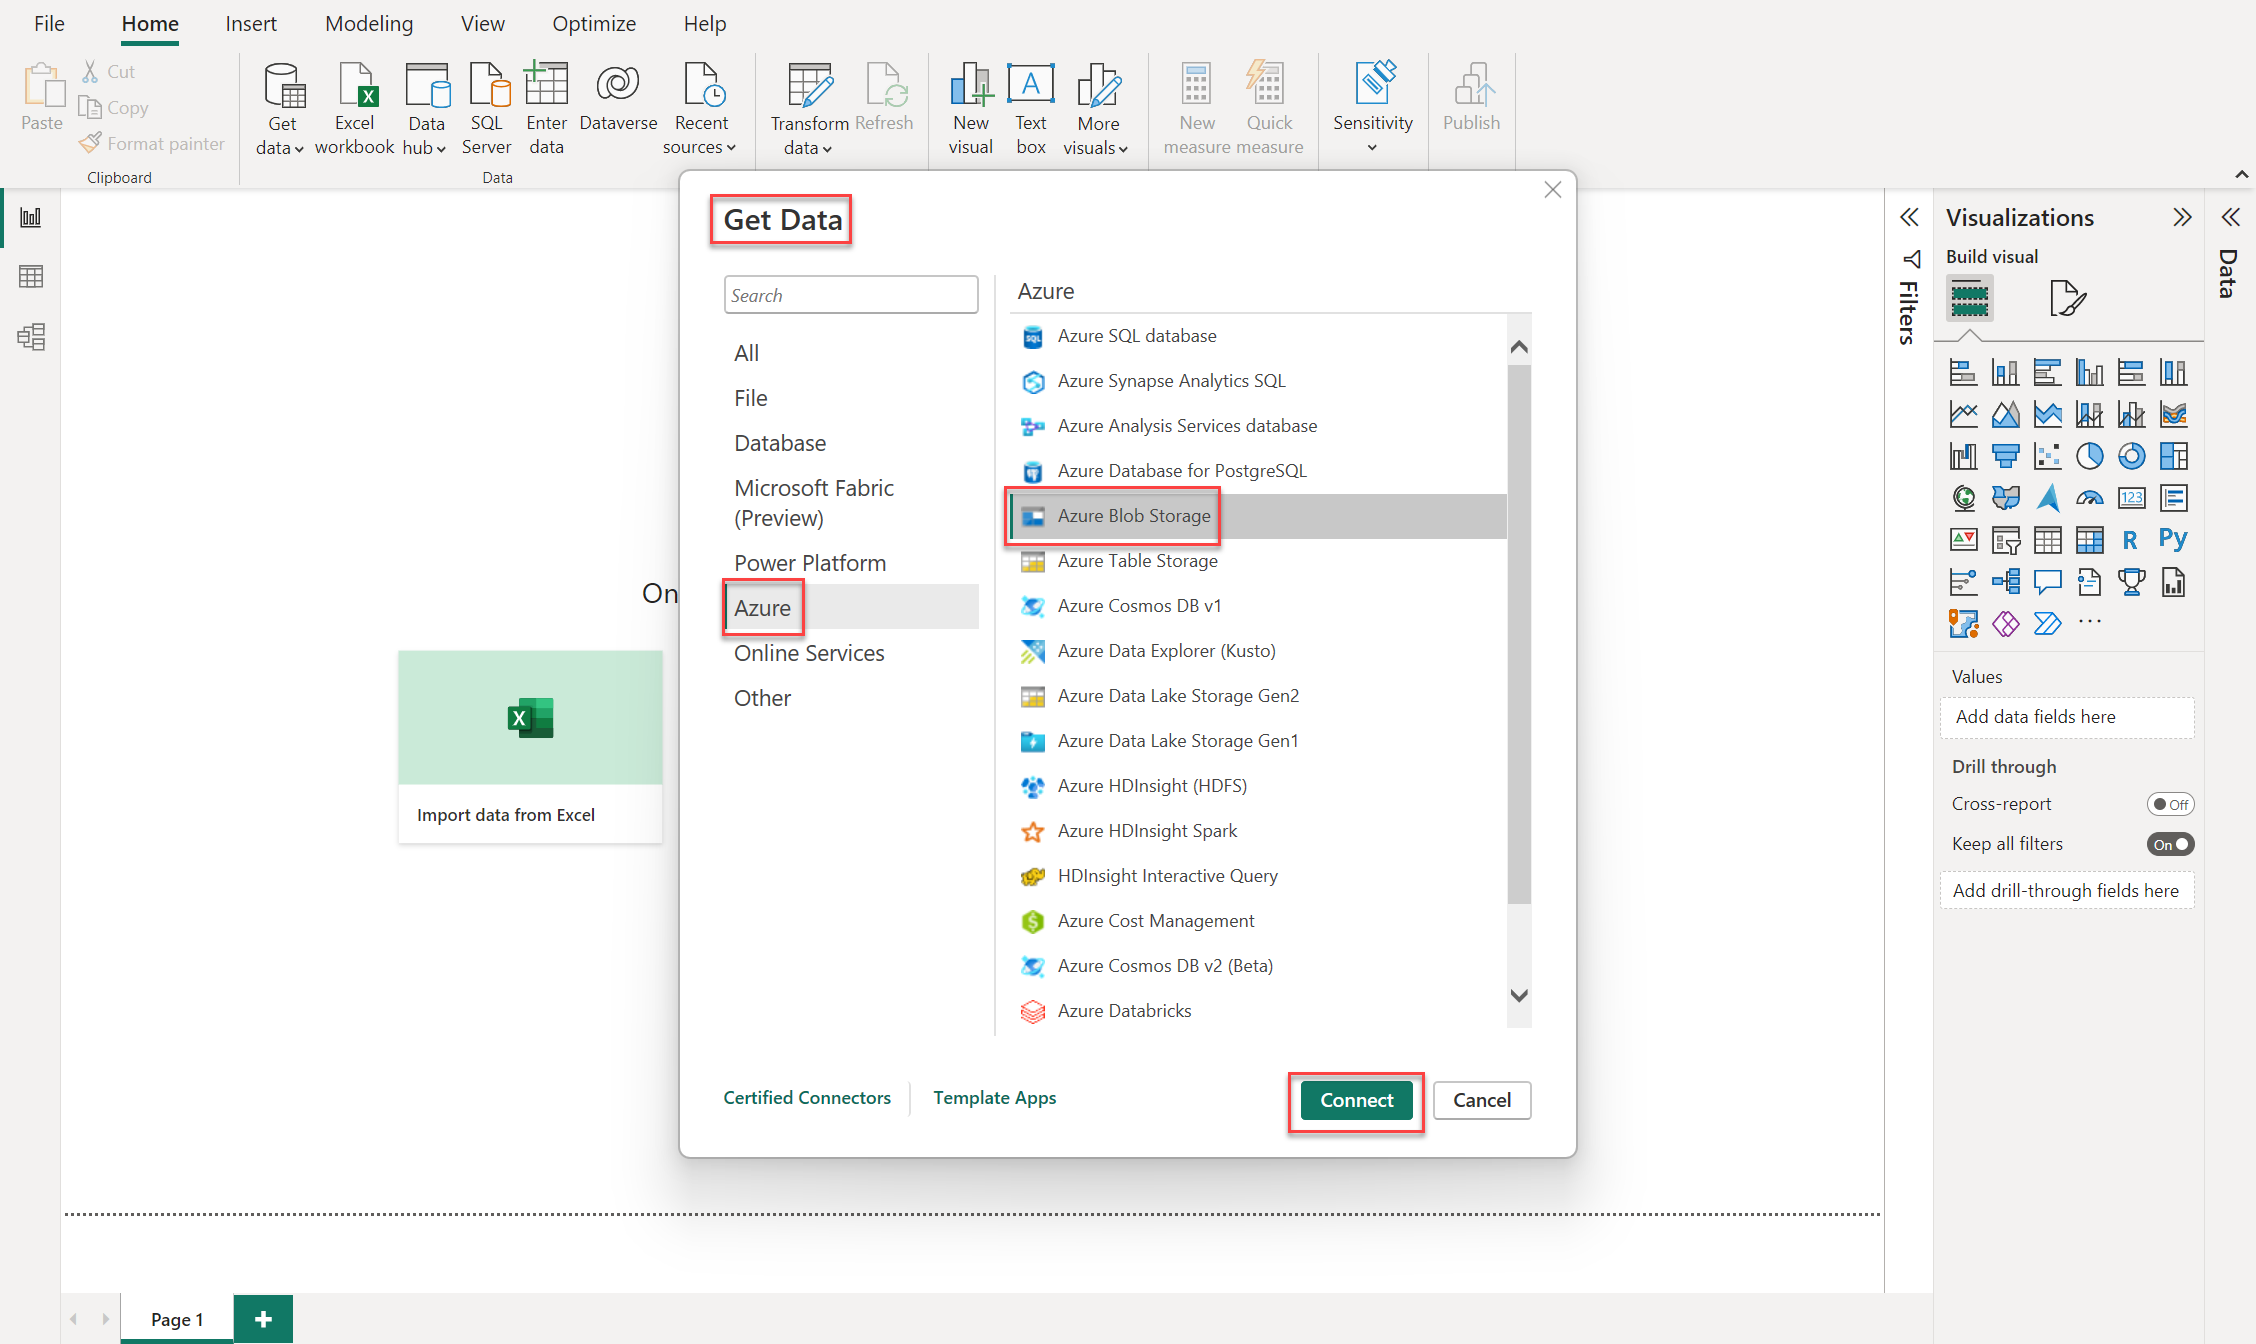 File Home Insert Modeling View Optimize Help
Paste
Cut
Copy
Format painter
Clipboard
Get data
Excel workbook
Data hub
SQL Server
Enter data
Dataverse
Recent sources
Data
Transform data
Refresh
New visual
Text box
A
More visuals
New measure
Quick measure
Sensitivity
Publish
Get Data
Search
All
File
Database
Microsoft Fabric
(Preview)
Power Platform
Azure
Online Services
Other
Azure
SQL
Azure SQL database
Azure Synapse Analytics SQL
Azure Analysis Services database
Azure Database for PostgreSQL
Azure Blob Storage
Azure Table Storage
Azure Cosmos DB v1
Azure Data Explorer (Kusto)
Azure Data Lake Storage Gen2
Azure Data Lake Storage Gen1
Azure HDInsight (HDFS)
Azure HDInsight Spark
HDInsight Interactive Query
Azure Cost Management
Azure Cosmos DB v2 (Beta)
Azure Databricks
Certified Connectors
Template Apps
Connect
Cancel
On
X
Import data from Excel
Filters
Visualizations
Build visual
123
R
Py
...
Values
Add data fields here
Drill through
Cross-report
Off
Keep all filters
On
Add drill-through fields here
Data
Page 1
+